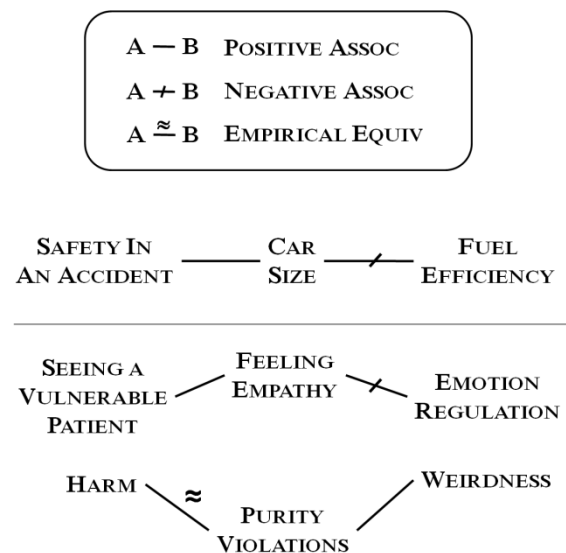 A — B POSITIVE ASSOC
A ⌿ B NEGATIVE ASSOC
A ≈ B EMPIRICAL EQUIV
SAFETY IN
AN ACCIDENT
CAR
SIZE
FUEL
EFFICIENCY
SEEING A
VULNERABLE
PATIENT
FEELING
EMPATHY
EMOTION
REGULATION
HARM
≈
PURITY
VIOLATIONS
WEIRDNESS